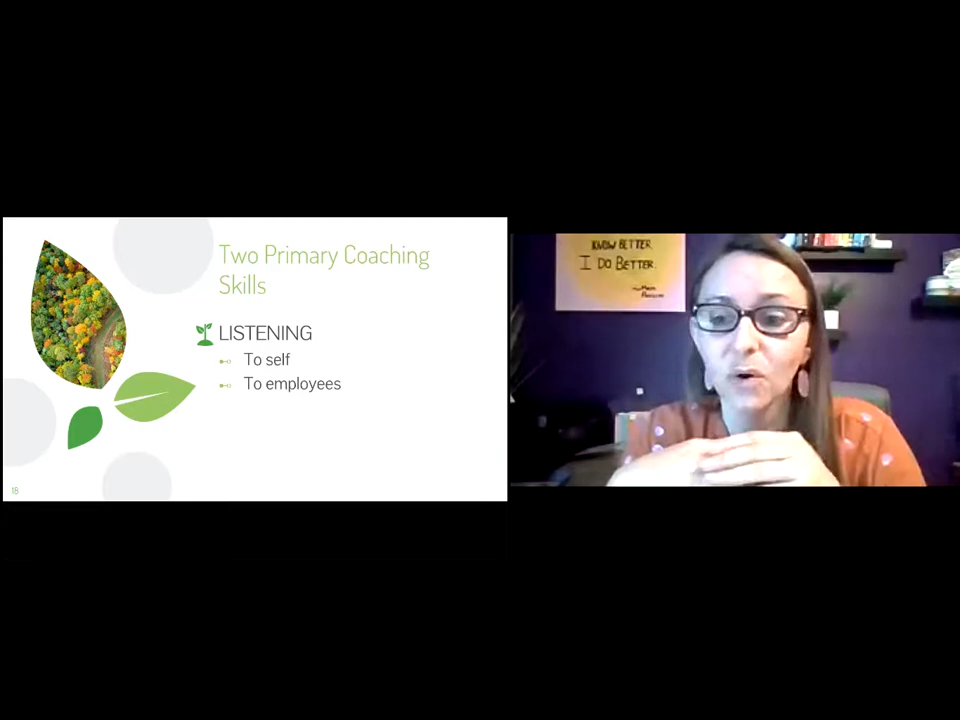 Two Primary Coaching
Skills
LISTENING
To self
To employees
18
KNOW BETTER
I DO BETTER.